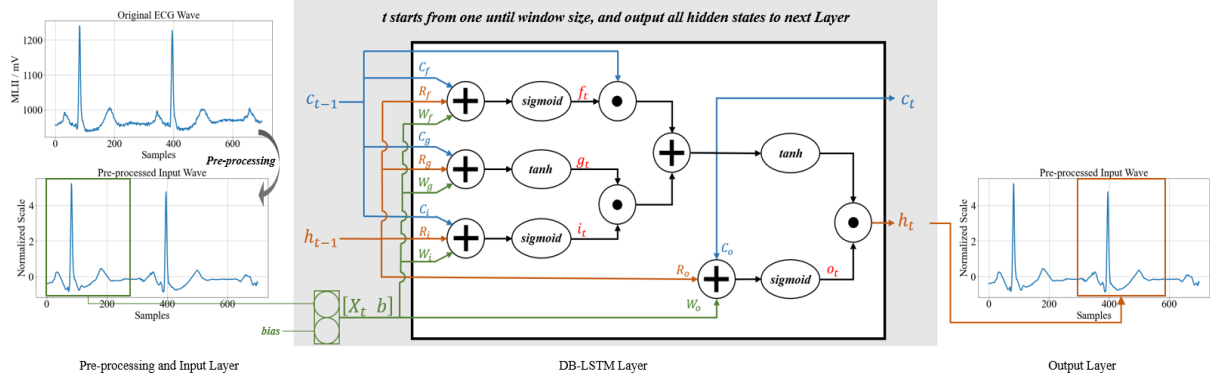 t starts from one until window size, and output all hidden states to next Layer
Original ECG Wave
MLII / mV
1200
1100
1000
0 200 400 600
Samples
Pre-processing
Pre-processed Input Wave
Normalized Scale
4
2
0
0 200 400 600
Samples
bias
[X_t b]
c_{t-1}
h_{t-1}
C_f
R_f
W_f
+
sigmoid
f_t
C_g
R_g
W_g
+
tanh
g_t
C_i
R_i
W_i
+
sigmoid
i_t
+
tanh
C_o
R_o
W_o
+
sigmoid
o_t
c_t
h_t
Pre-processed Input Wave
Normalized Scale
4
2
0
0 200 400 600
Samples
Pre-processing and Input Layer
DB-LSTM Layer
Output Layer